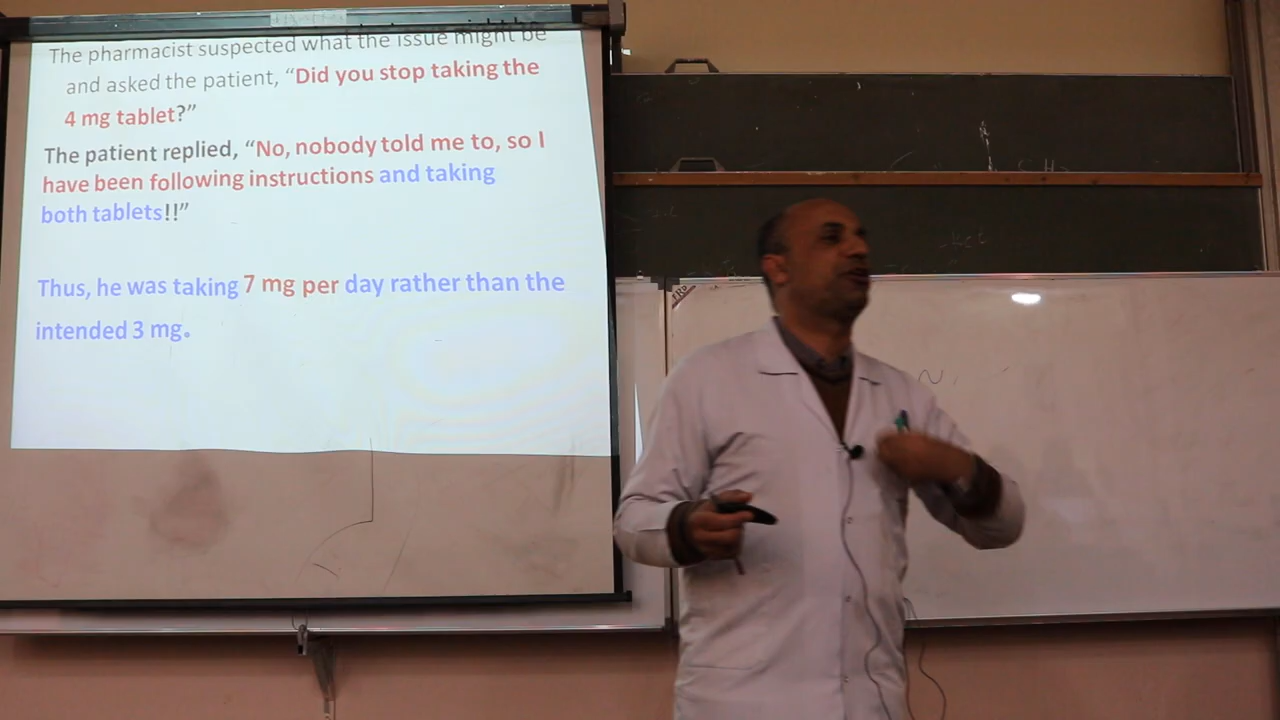 The pharmacist suspected what the issue might be
and asked the patient, “Did you stop taking the
4 mg tablet?”
The patient replied, “No, nobody told me to, so I
have been following instructions and taking
both tablets!!”
Thus, he was taking 7 mg per day rather than the
intended 3 mg。